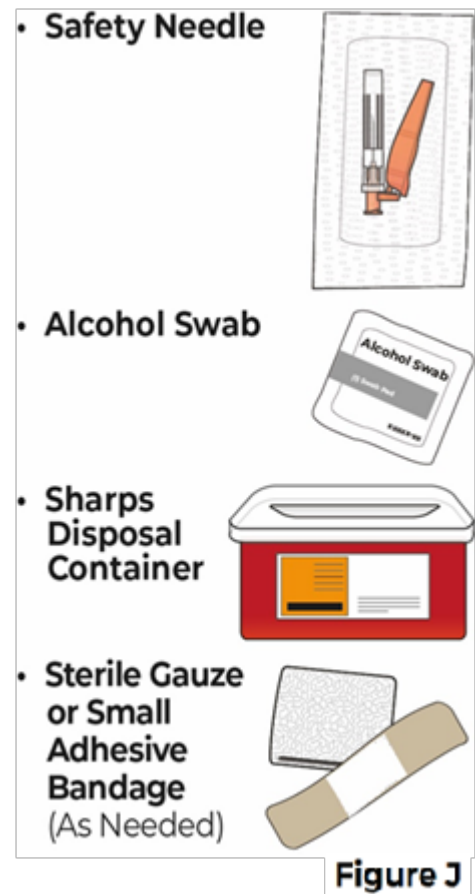 • Safety Needle
• Alcohol Swab
Alcohol Swab
• Sharps
Disposal
Container
• Sterile Gauze
or Small
Adhesive
Bandage
(As Needed)
Figure J